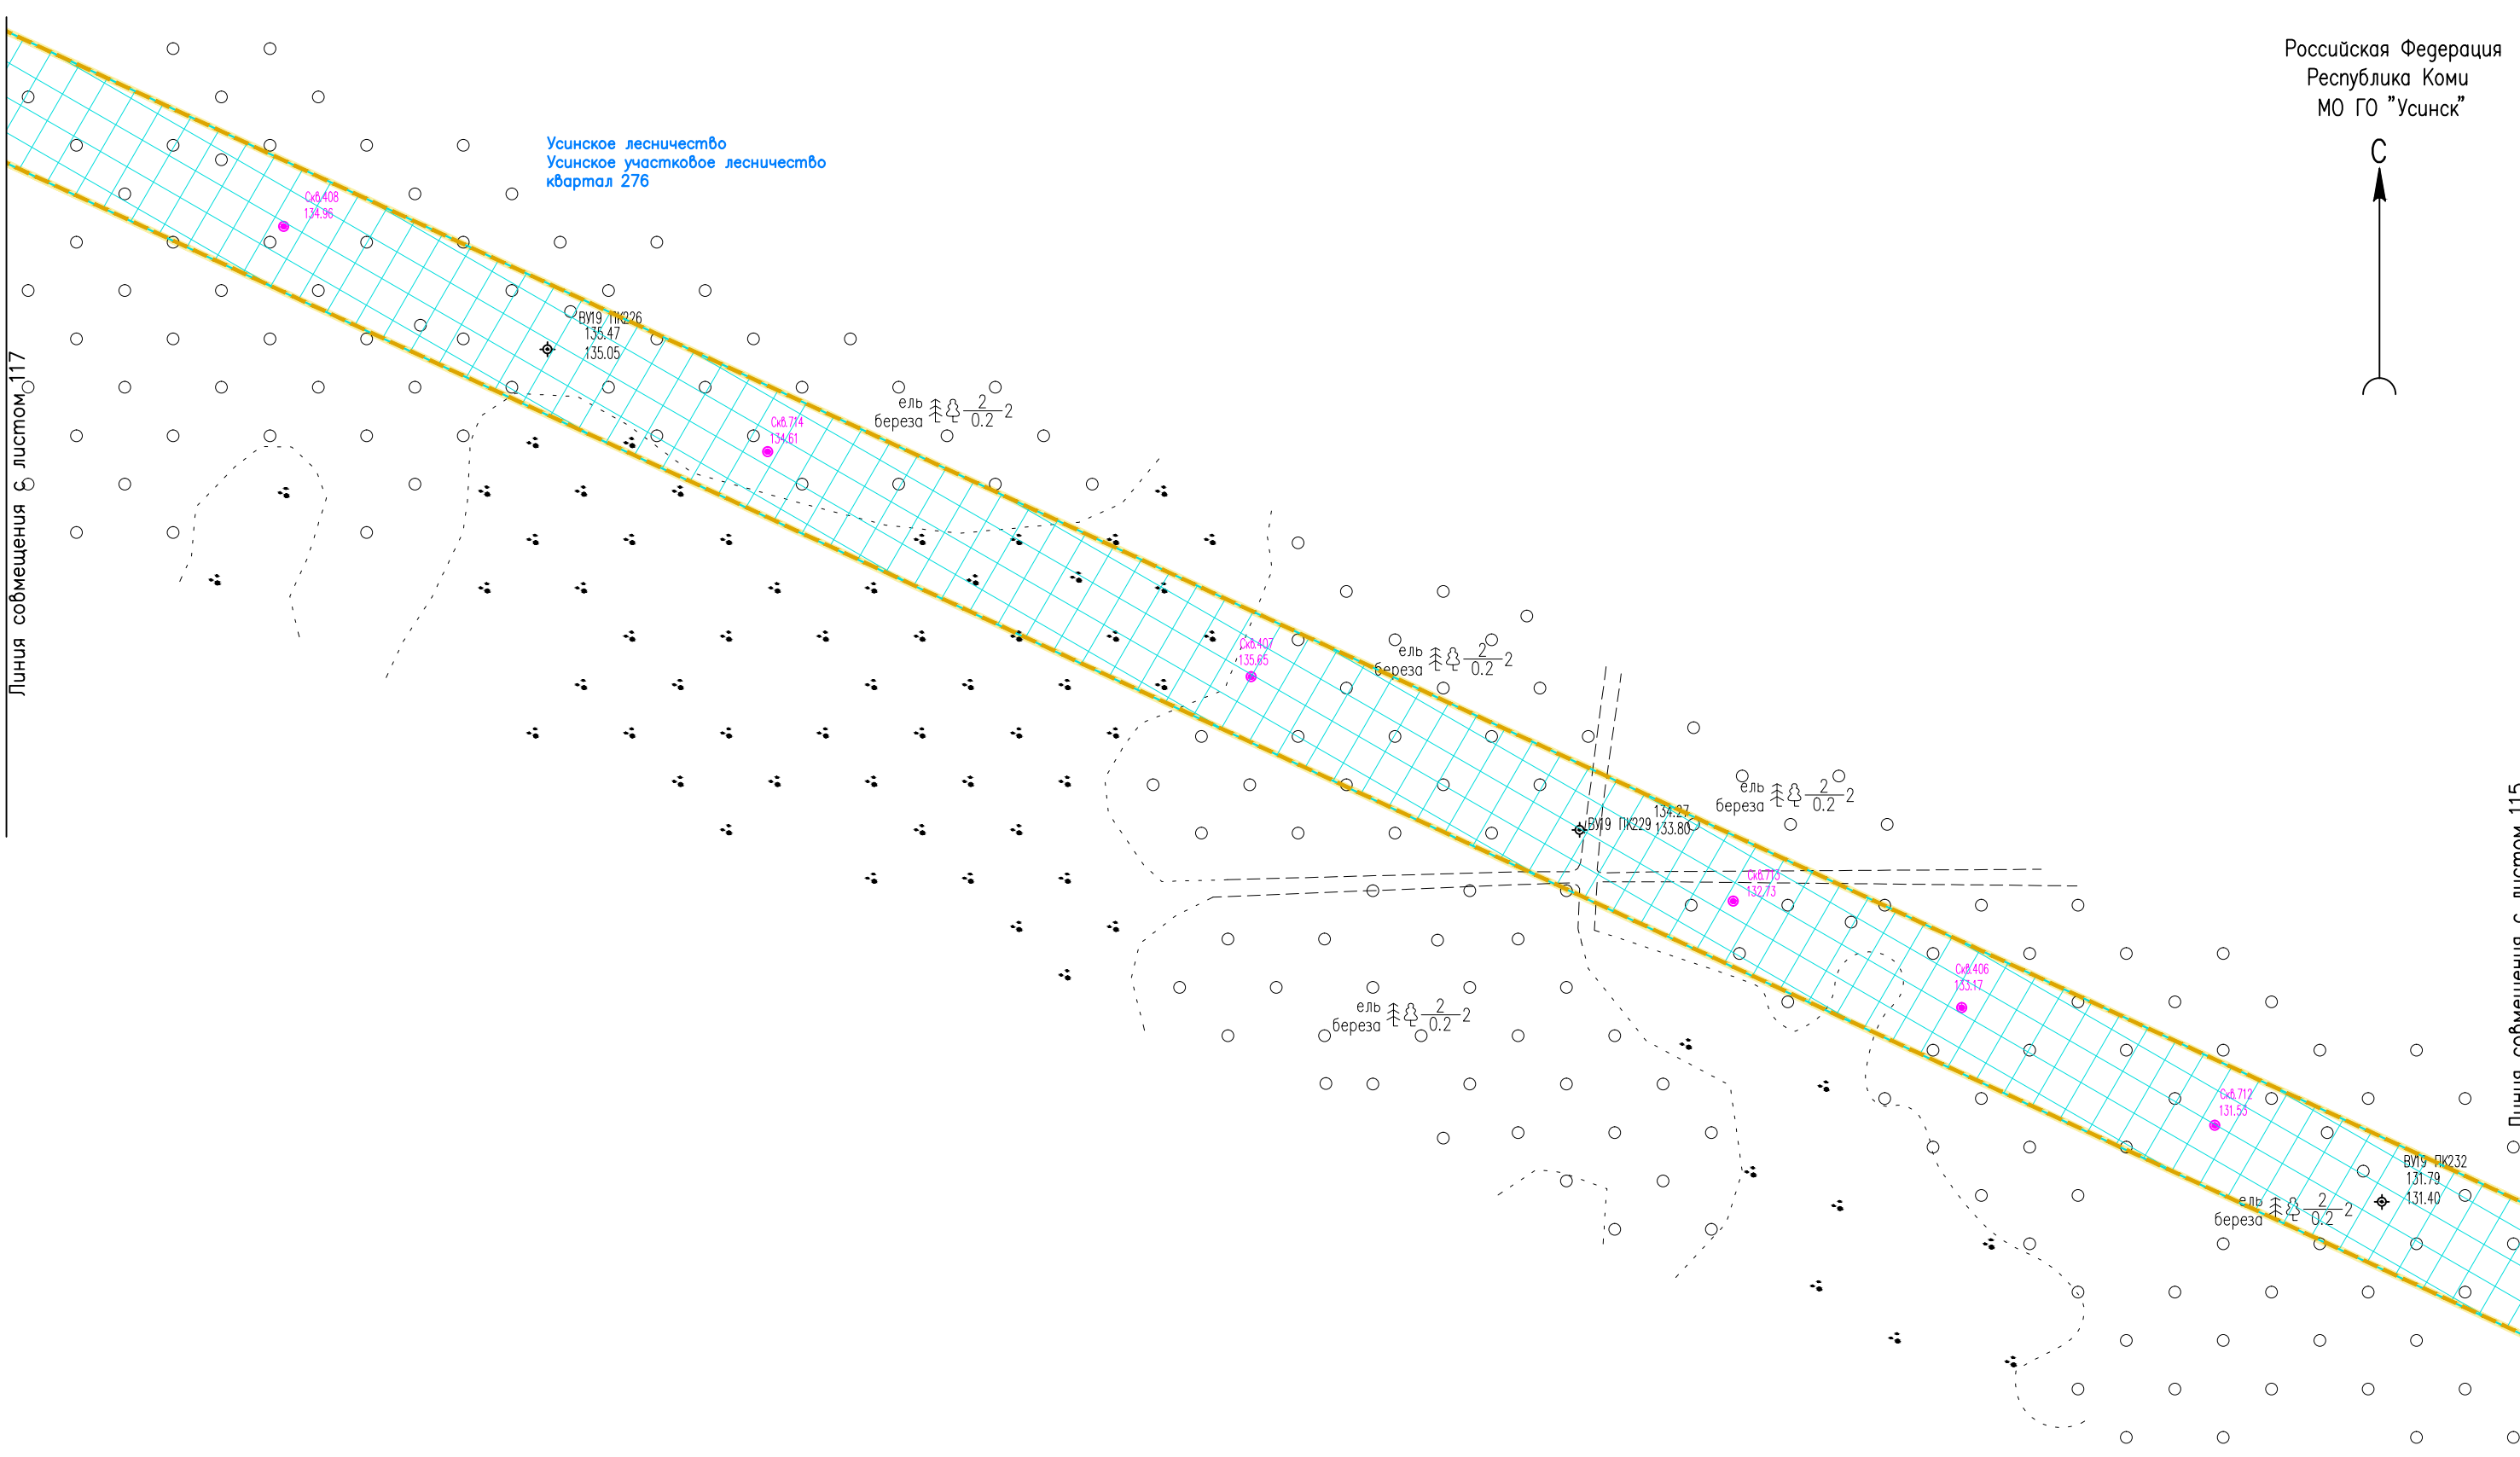 Российская Федерация
Республика Коми
МО ГО "Усинск"
С
Усинское лесничество
Усинское участковое лесничество
квартал 276
Линия совмещения с листом 117
Скв.408
134.96
ВУ19 ПК226
135.47
135.05
ель
береза
2
0.2
2
Скв.714
134.61
Скв.407
135.65
ель
береза
2
0.2
2
ель
береза
2
0.2
2
134.27
ВУ19 ПК229 133.80
Скв.713
132.73
Скв.406
133.17
ель
береза
2
0.2
2
Скв.712
131.53
ВУ19 ПК232
131.79
131.40
ель
береза
2
0.2
2
Линия совмещения с листом 115